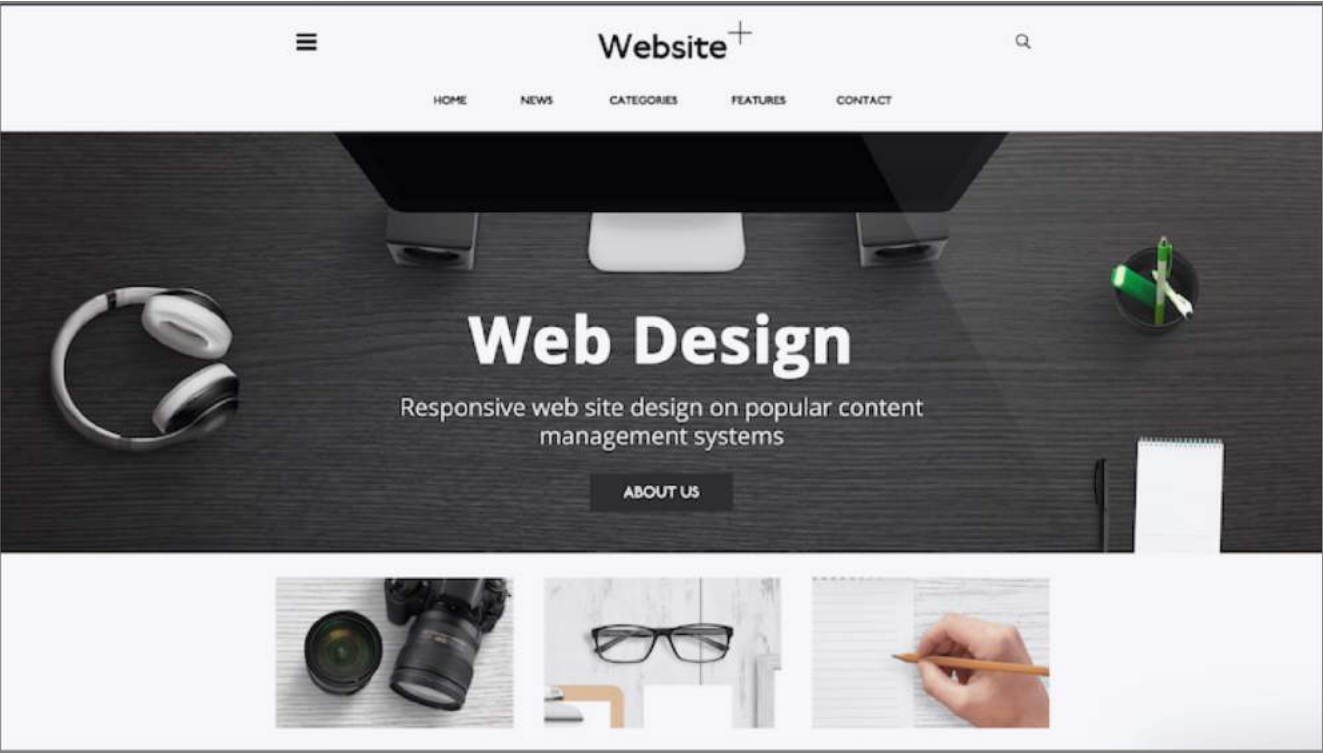 Website+
HOME NEWS CATEGORIES FEATURES CONTACT
Web Design
Responsive web site design on popular content
management systems
ABOUT US